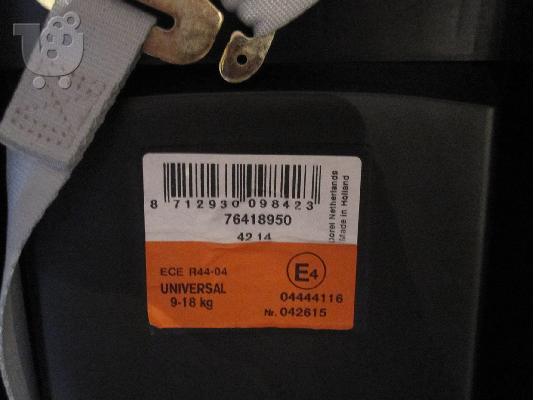 8 712930 098423
76418950
42 14
Dorel Netherlands
Made in Holland
ECE R44-04
UNIVERSAL
9-18 kg
E4
04444116
Nr. 042615